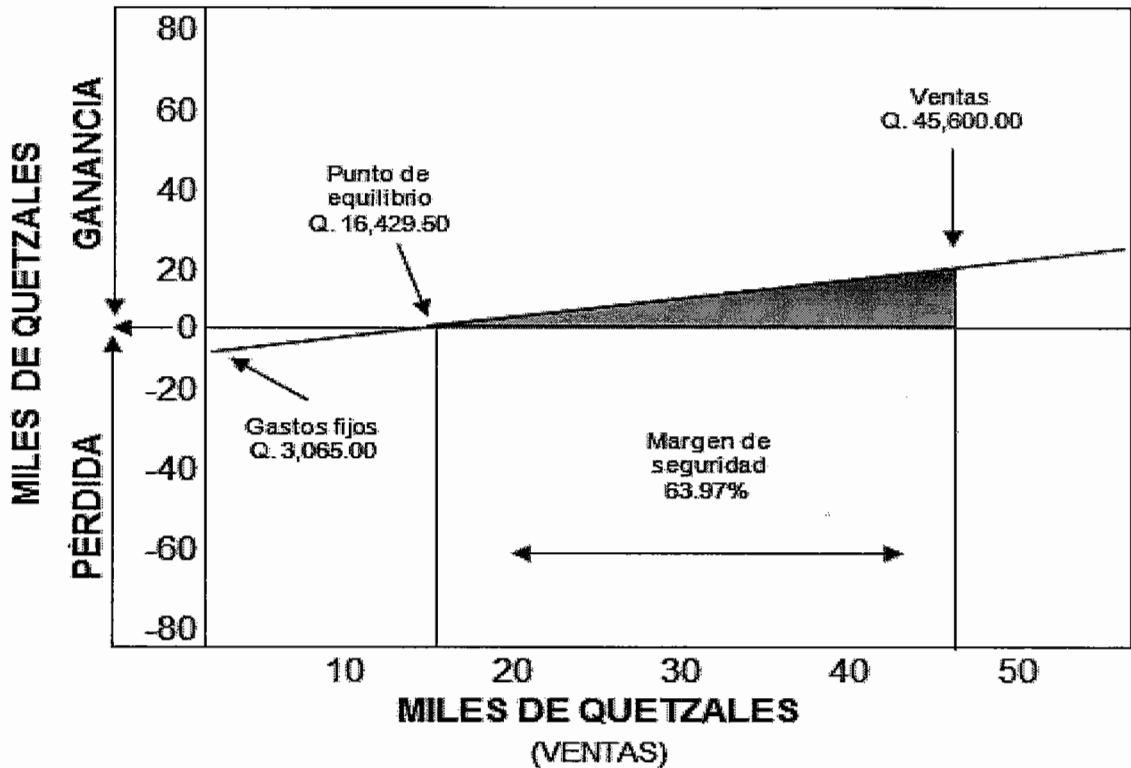 MILES DE QUETZALES
GANANCIA
PÉRDIDA
80
60
40
20
0
-20
-40
-60
-80
Ventas
Q. 45,600.00
Punto de
equilibrio
Q. 16,429.50
Gastos fijos
Q. 3,065.00
Margen de
seguridad
63.97%
10 20 30 40 50
MILES DE QUETZALES
(VENTAS)